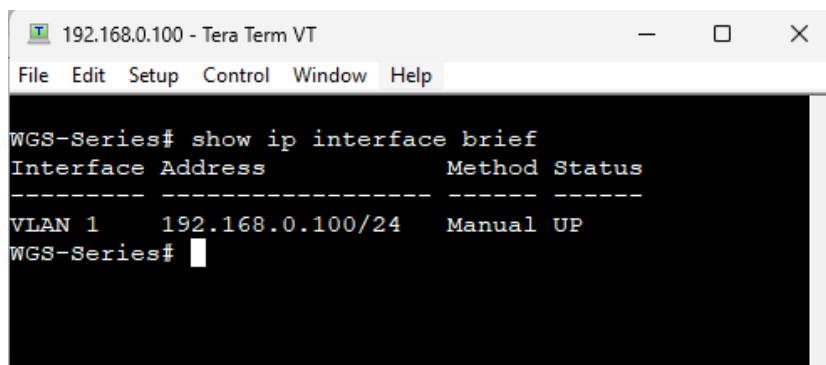 192.168.0.100 - Tera Term VT
File Edit Setup Control Window Help
WGS-Series# show ip interface brief
Interface Address Method Status
--------- ------------------ ------ ------
VLAN 1 192.168.0.100/24 Manual UP
WGS-Series#